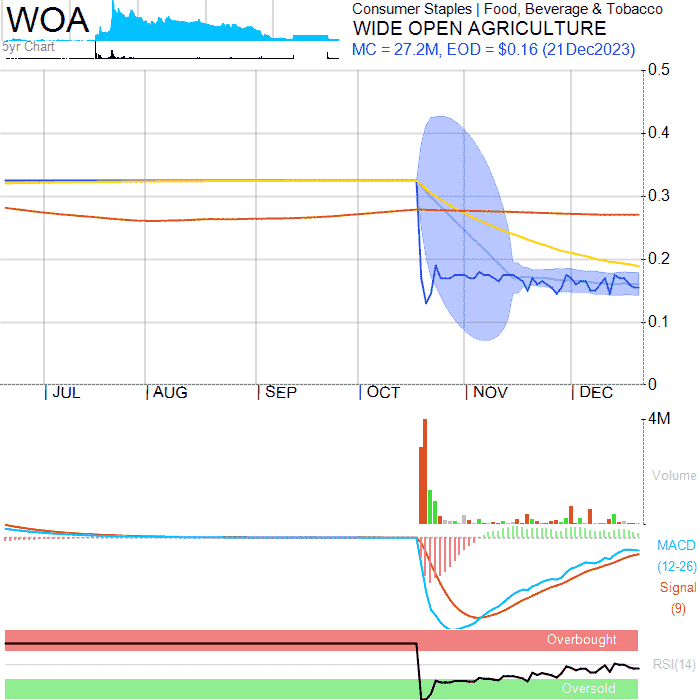 WOA
5yr Chart
Consumer Staples | Food, Beverage & Tobacco
WIDE OPEN AGRICULTURE
MC = 27.2M, EOD = $0.16 (21Dec2023)
0.5
0.4
0.3
0.2
0.1
0
JUL AUG SEP OCT NOV DEC
4M
Volume
MACD
(12-26)
Signal
(9)
Overbought
RSI(14)
Oversold